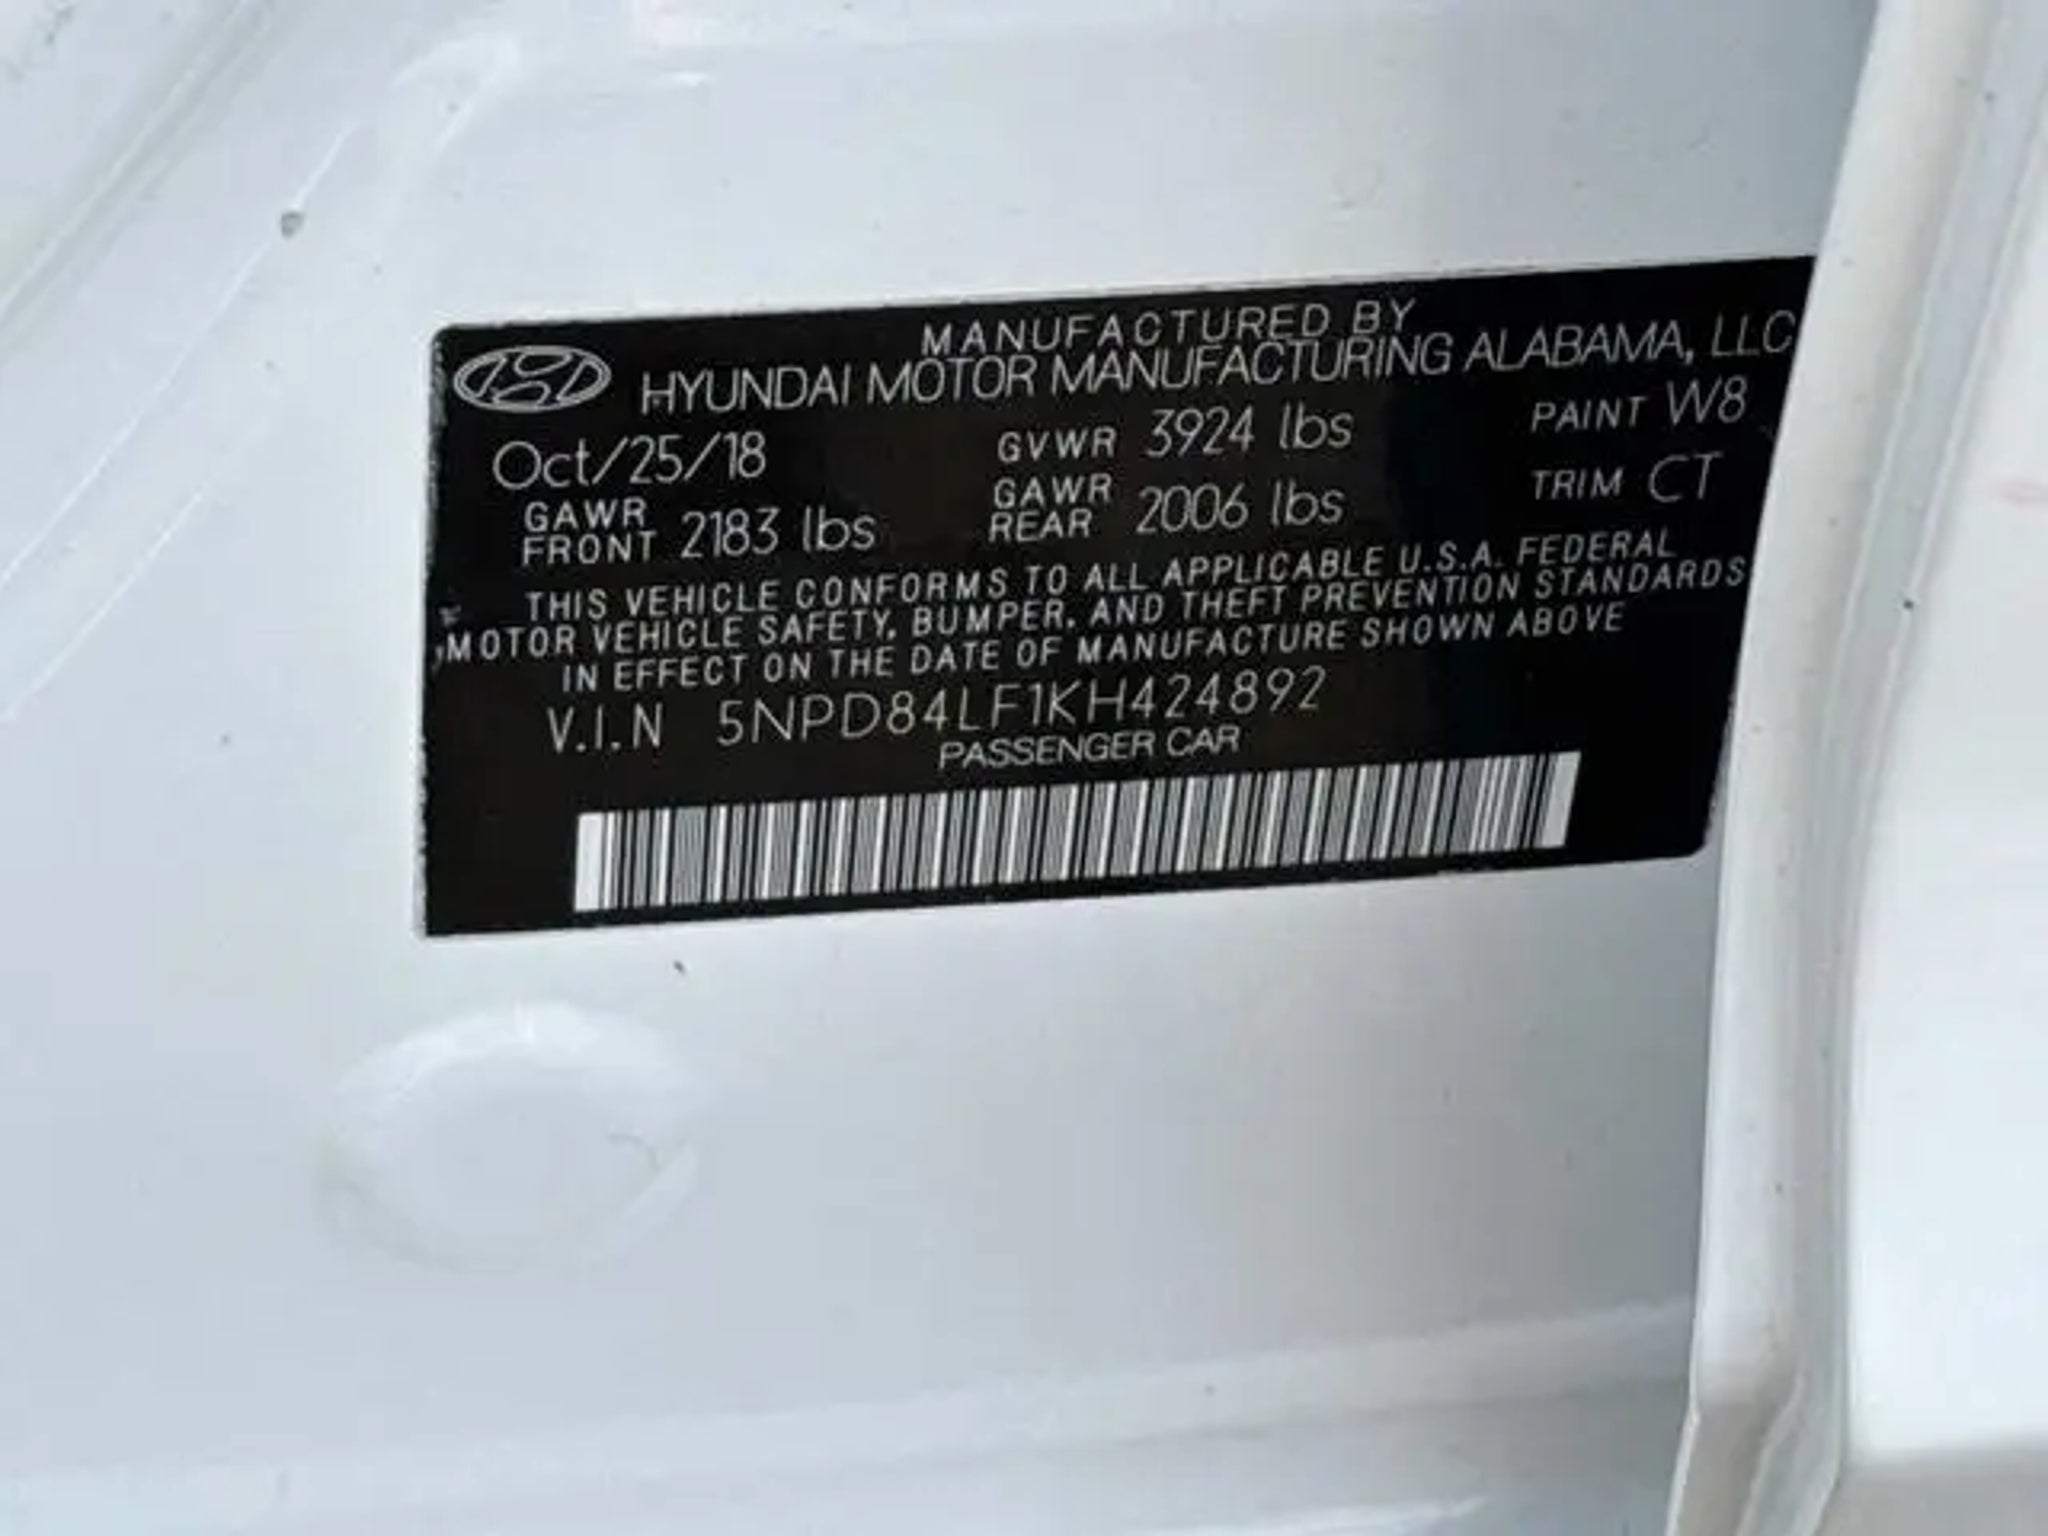 MANUFACTURED BY
HYUNDAI MOTOR MANUFACTURING ALABAMA, LLC
Oct/25/18 GVWR 3924 lbs PAINT W8
GAWR FRONT 2183 lbs GAWR REAR 2006 lbs TRIM CT
THIS VEHICLE CONFORMS TO ALL APPLICABLE U.S.A. FEDERAL
MOTOR VEHICLE SAFETY, BUMPER, AND THEFT PREVENTION STANDARDS
IN EFFECT ON THE DATE OF MANUFACTURE SHOWN ABOVE
V.I.N 5NPD84LF1KH424892
PASSENGER CAR